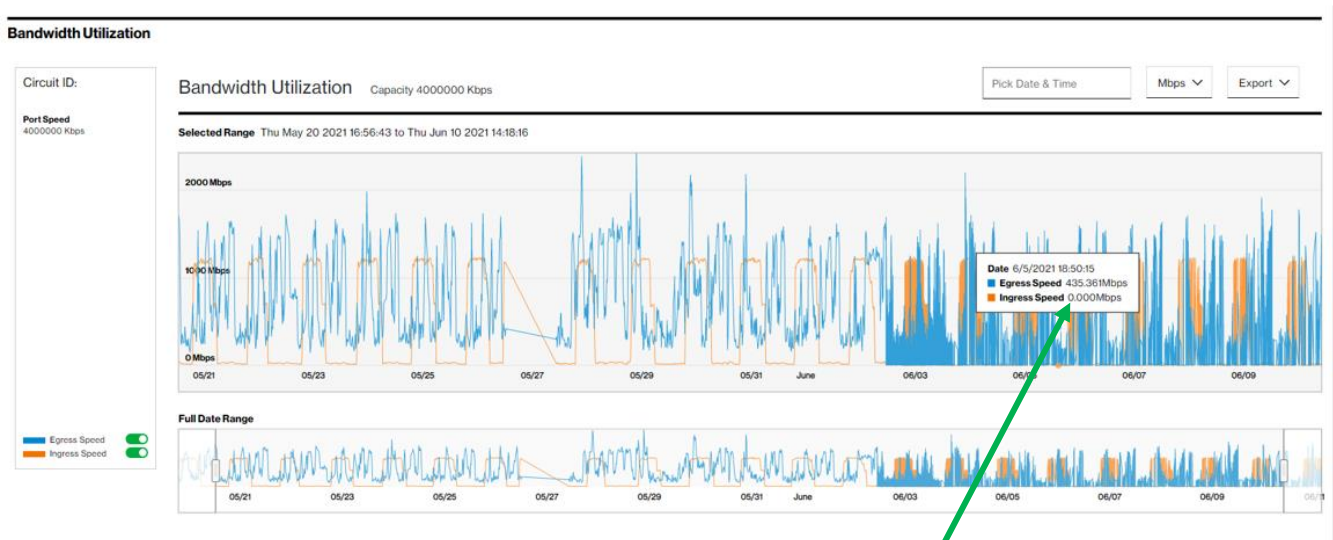 Bandwidth Utilization
Circuit ID:
Port Speed
4000000 Kbps
Egress Speed
Ingress Speed
Bandwidth Utilization Capacity 4000000 Kbps
Pick Date & Time
Mbps
Export
Selected Range Thu May 20 2021 16:56:43 to Thu Jun 10 2021 14:18:16
2000 Mbps
1000 Mbps
0 Mbps
Date 6/5/2021 18:50:15
Egress Speed 435.361Mbps
Ingress Speed 0.000Mbps
05/21 05/23 05/25 05/27 05/29 05/31 June 06/03 06/05 06/07 06/09
Full Date Range
05/21 05/23 05/25 05/27 05/29 05/31 June 06/03 06/05 06/07 06/09